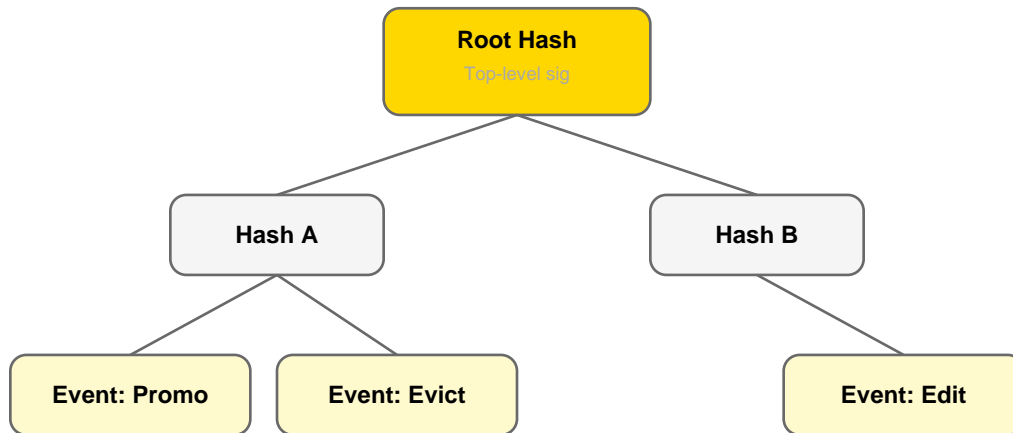 Root Hash
Top-level sig
Hash A
Hash B
Event: Promo
Event: Evict
Event: Edit